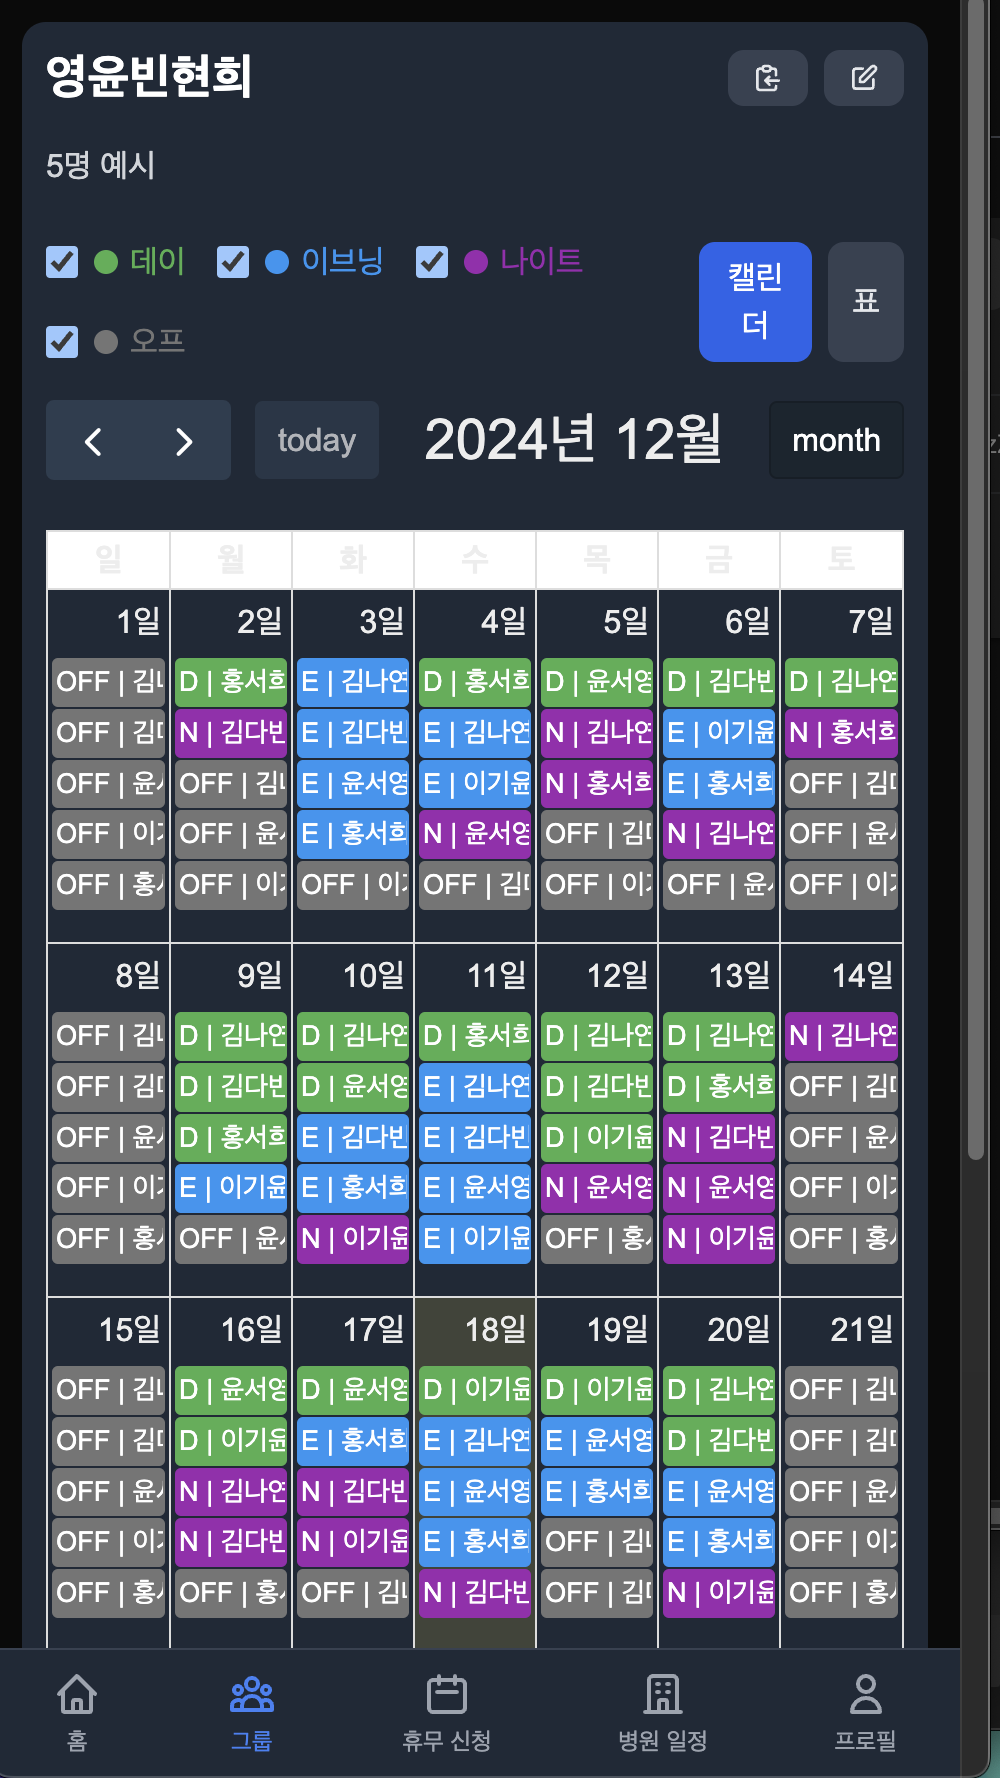 영윤빈현희
5명 예시
데이 이브닝 나이트
오프
캘린
더
표
today 2024년 12월 month
일 월 화 수 목 금 토
1일 2일 3일 4일 5일 6일 7일
OFF | 김 D | 홍서희 E | 김나연 D | 홍서희 D | 윤서영 D | 김다빈 D | 김나연
OFF | 김 N | 김다빈 E | 김다빈 E | 김나연 N | 김나연 E | 이기윤 N | 홍서희
OFF | 윤 OFF | 김 E | 윤서영 E | 이기윤 N | 홍서희 E | 홍서희 OFF | 김
OFF | 이 OFF | 윤 E | 홍서희 N | 윤서영 OFF | 김 N | 김나연 OFF | 윤
OFF | 홍 OFF | 이 OFF | 이 OFF | 김 OFF | 이 OFF | 윤 OFF | 이
8일 9일 10일 11일 12일 13일 14일
OFF | 김 D | 김나연 D | 김나연 D | 홍서희 D | 김나연 D | 김나연 N | 김나연
OFF | 김 D | 김다빈 D | 윤서영 E | 김나연 D | 김다빈 D | 홍서희 OFF | 김
OFF | 윤 D | 홍서희 E | 김다빈 E | 김다빈 D | 이기윤 N | 김다빈 OFF | 윤
OFF | 이 E | 이기윤 E | 홍서희 E | 윤서영 N | 윤서영 N | 윤서영 OFF | 이
OFF | 홍 OFF | 윤 N | 이기윤 E | 이기윤 OFF | 홍 N | 이기윤 OFF | 홍
15일 16일 17일 18일 19일 20일 21일
OFF | 김 D | 윤서영 D | 윤서영 D | 이기윤 D | 이기윤 D | 김나연 OFF | 김
OFF | 김 D | 이기윤 E | 홍서희 E | 김나연 E | 윤서영 D | 김다빈 OFF | 김
OFF | 윤 N | 김나연 N | 김다빈 E | 윤서영 E | 홍서희 E | 윤서영 OFF | 윤
OFF | 이 N | 김다빈 N | 이기윤 E | 홍서희 OFF | 김 E | 홍서희 OFF | 이
OFF | 홍 OFF | 홍 OFF | 김 N | 김다빈 OFF | 김 N | 이기윤 OFF | 홍
홈 그룹 휴무 신청 병원 일정 프로필